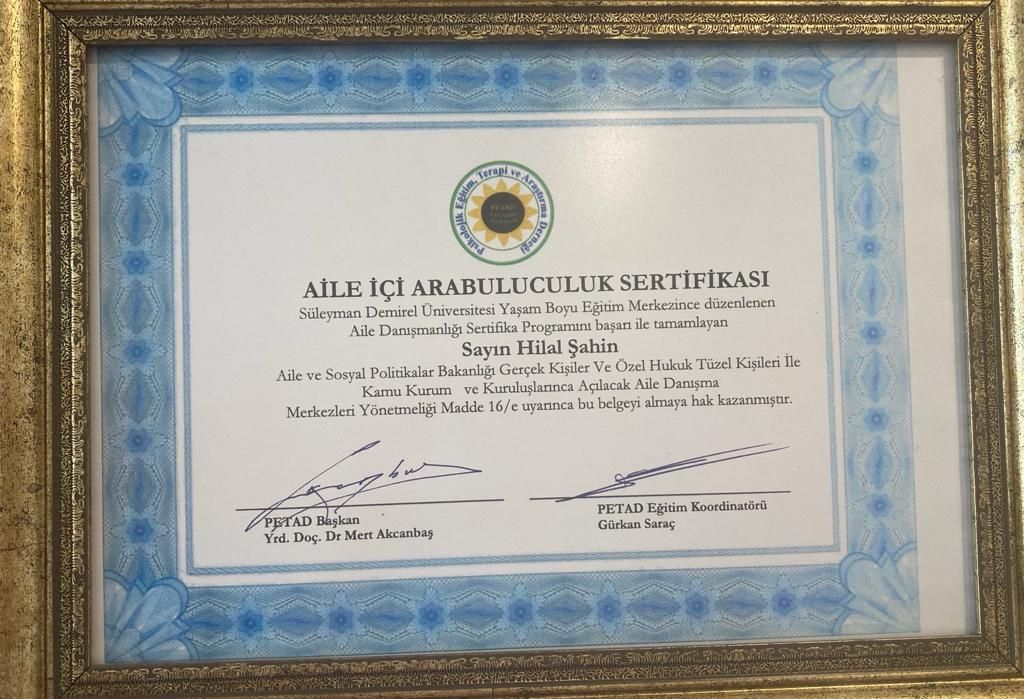 Psikolojik Eğitim, Terapi ve Araştırma Derneği
PETAD
AİLE İÇİ ARABULUCULUK SERTİFİKASI
Süleyman Demirel Üniversitesi Yaşam Boyu Eğitim Merkezince düzenlenen
Aile Danışmanlığı Sertifika Programını başarı ile tamamlayan
Sayın Hilal Şahin
Aile ve Sosyal Politikalar Bakanlığı Gerçek Kişiler Ve Özel Hukuk Tüzel Kişileri İle
Kamu Kurum ve Kuruluşlarınca Açılacak Aile Danışma
Merkezleri Yönetmeliği Madde 16/e uyarınca bu belgeyi almaya hak kazanmıştır.
PETAD Başkan
Yrd. Doç. Dr Mert Akcanbaş
PETAD Eğitim Koordinatörü
Gürkan Saraç